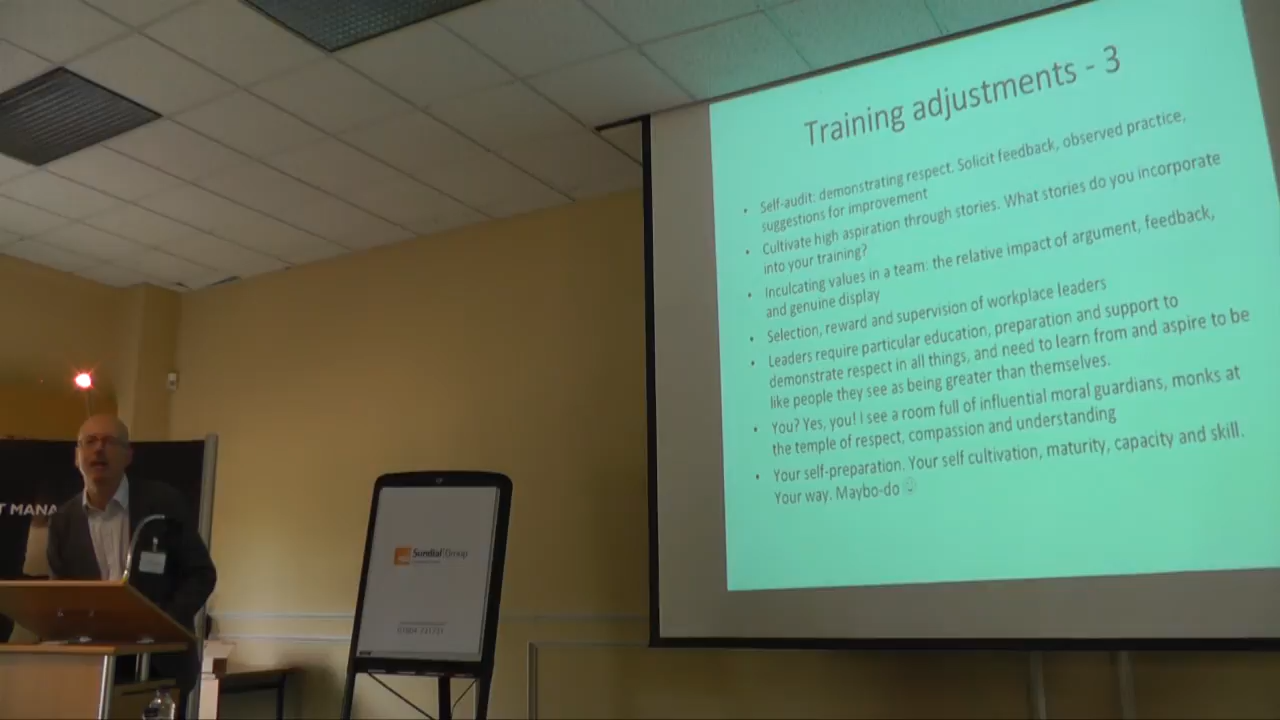 Training adjustments - 3
• Self-audit: demonstrating respect. Solicit feedback, observed practice,
suggestions for improvement
• Cultivate high aspiration through stories. What stories do you incorporate
into your training?
• Inculcating values in a team: the relative impact of argument, feedback,
and genuine display
• Selection, reward and supervision of workplace leaders
• Leaders require particular education, preparation and support to
demonstrate respect in all things, and need to learn from and aspire to be
like people they see as being greater than themselves.
• You? Yes, you! I see a room full of influential moral guardians, monks at
the temple of respect, compassion and understanding
• Your self-preparation. Your self cultivation, maturity, capacity and skill.
Your way. Maybo-do
T MANA
Sundial Group